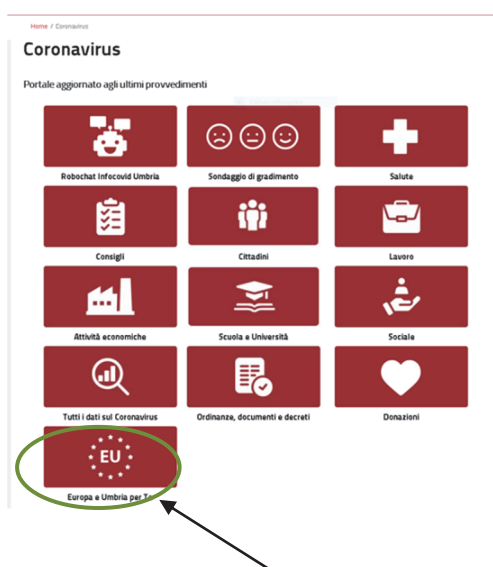 Home / Coronavirus
Coronavirus
Portale aggiornato agli ultimi provvedimenti
Robochat Infocovid Umbria
Sondaggio di gradimento
Salute
Consigli
Cittadini
Lavoro
Attività economiche
Scuola e Università
Sociale
Tutti i dati sul Coronavirus
Ordinanze, documenti e decreti
Donazioni
EU
Europa e Umbria per Te